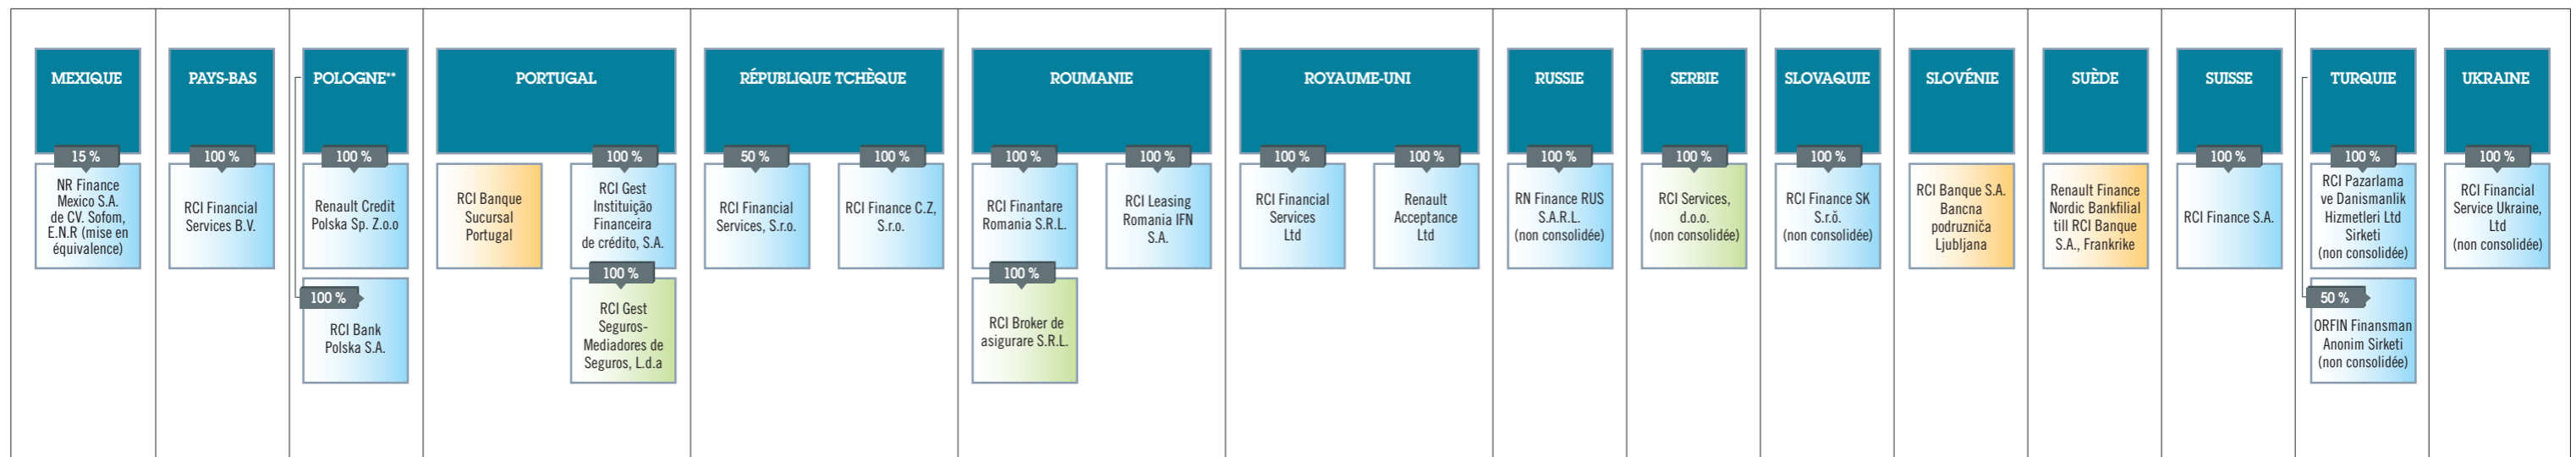 MEXIQUE
15 %
NR Finance
Mexico S.A.
de CV. Sofom,
E.N.R (mise en
équivalence)
PAYS-BAS
100 %
RCI Financial
Services B.V.
POLOGNE**
100 %
Renault Credit
Polska Sp. Z.o.o
100 %
RCI Bank
Polska S.A.
PORTUGAL
RCI Banque
Sucursal
Portugal
100 %
RCI Gest
Instituição
Financeira
de crédito, S.A.
100 %
RCI Gest
Seguros-
Mediadores de
Seguros, L.d.a
RÉPUBLIQUE TCHÈQUE
50 %
RCI Financial
Services, S.r.o.
100 %
RCI Finance C.Z,
S.r.o.
ROUMANIE
100 %
RCI Finantare
Romania S.R.L.
100 %
RCI Broker de
asigurare S.R.L.
100 %
RCI Leasing
Romania IFN
S.A.
ROYAUME-UNI
100 %
RCI Financial
Services
Ltd
100 %
Renault
Acceptance
Ltd
RUSSIE
100 %
RN Finance RUS
S.A.R.L.
(non consolidée)
SERBIE
100 %
RCI Services,
d.o.o.
(non consolidée)
SLOVAQUIE
100 %
RCI Finance SK
S.r.ŏ.
(non consolidée)
SLOVÉNIE
RCI Banque S.A.
Bancna
podruzniča
Ljubljana
SUÈDE
Renault Finance
Nordic Bankfilial
till RCI Banque
S.A., Frankrike
SUISSE
100 %
RCI Finance S.A.
TURQUIE
100 %
RCI Pazarlama
ve Danismanlik
Hizmetleri Ltd
Sirketi
(non consolidée)
50 %
ORFIN Finansman
Anonim Sirketi
(non consolidée)
UKRAINE
100 %
RCI Financial
Service Ukraine,
Ltd
(non consolidée)